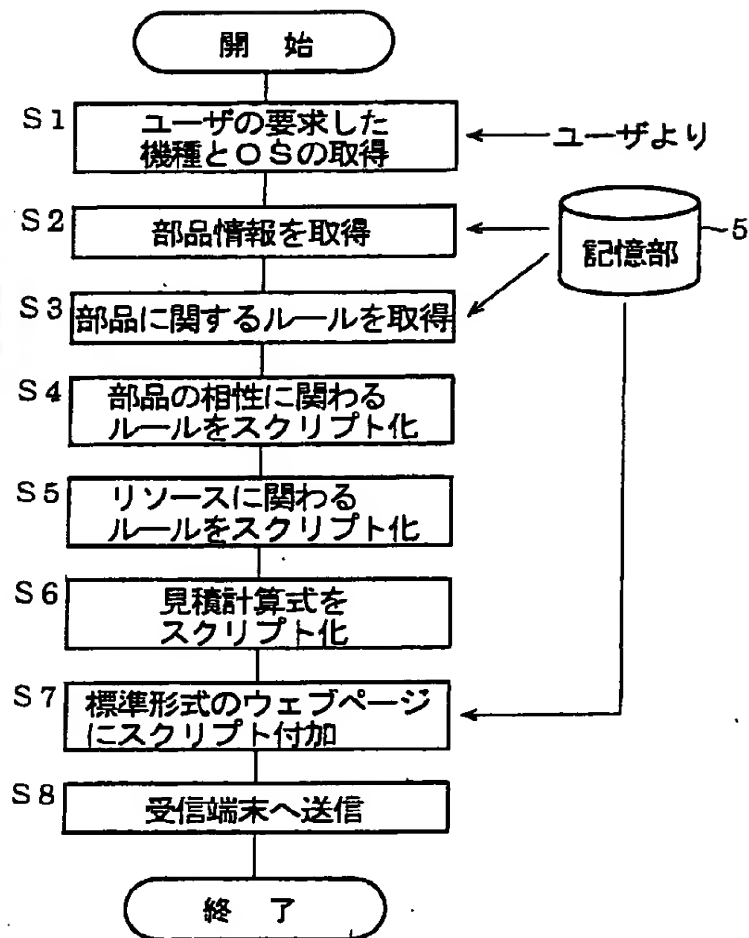 開 始
S1
ユーザの要求した
機種とOSの取得
ユーザより
S2
部品情報を取得
記憶部
5
S3
部品に関するルールを取得
S4
部品の相性に関わる
ルールをスクリプト化
S5
リソースに関わる
ルールをスクリプト化
S6
見積計算式を
スクリプト化
S7
標準形式のウェブページ
にスクリプト付加
S8
受信端末へ送信
終 了